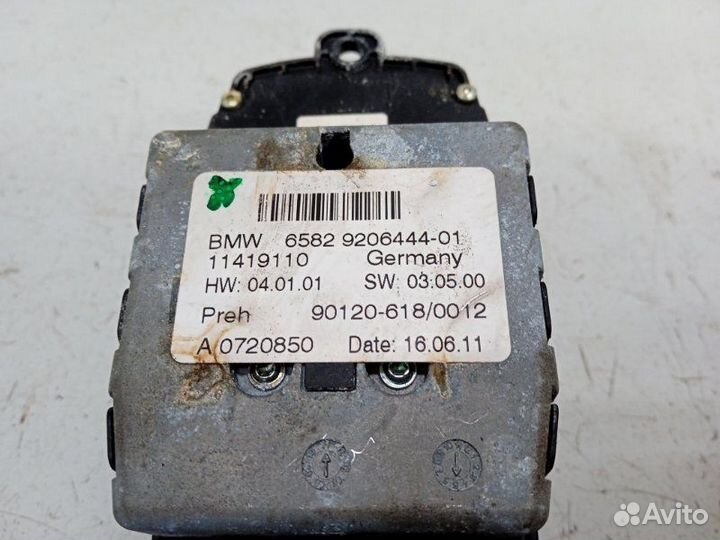 BMW 6582 9206444-01
11419110 Germany
HW: 04.01.01 SW: 03.05.00
Preh 90120-618/0012
A 0720850 Date: 16.06.11
Avito